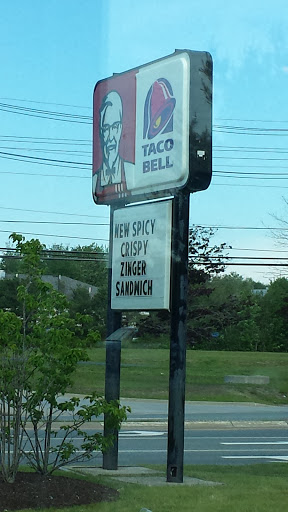 TACO
BELL
NEW SPICY
CRISPY
ZINGER
SANDWICH